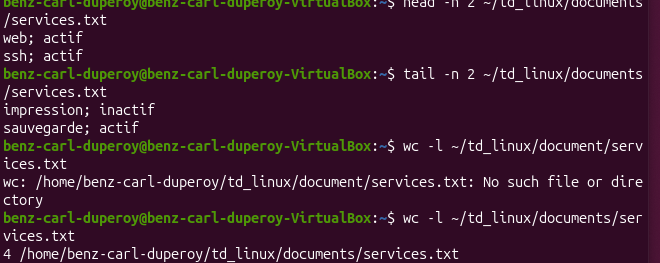 benz-carl-duperoy@benz-carl-duperoy-VirtualBox:~$ head -n 2 ~/td_linux/documents
/services.txt
web; actif
ssh; actif
benz-carl-duperoy@benz-carl-duperoy-VirtualBox:~$ tail -n 2 ~/td_linux/documents
/services.txt
impression; inactif
sauvegarde; actif
benz-carl-duperoy@benz-carl-duperoy-VirtualBox:~$ wc -l ~/td_linux/document/serv
ices.txt
wc: /home/benz-carl-duperoy/td_linux/document/services.txt: No such file or dire
ctory
benz-carl-duperoy@benz-carl-duperoy-VirtualBox:~$ wc -l ~/td_linux/documents/ser
vices.txt
4 /home/benz-carl-duperoy/td_linux/documents/services.txt